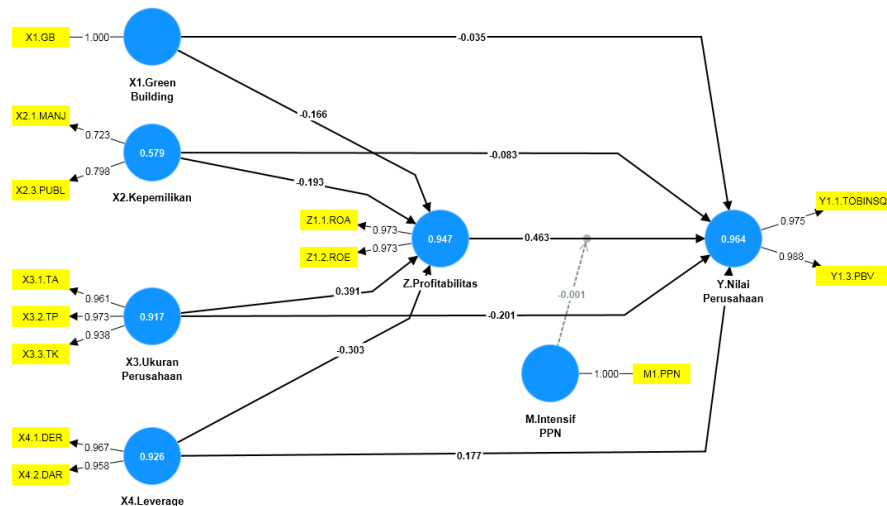 X1.GB
1.000
X1.Green
Building
-0.035
-0.166
X2.1.MANJ
0.723
X2.3.PUBL
0.798
0.579
X2.Kepemilikan
-0.083
-0.193
Z1.1.ROA
0.973
Z1.2.ROE
0.973
0.947
Z.Profitabilitas
0.463
0.964
Y.Nilai
Perusahaan
Y1.1.TOBINSQ
0.975
0.988
Y1.3.PBV
X3.1.TA
0.961
X3.2.TP
0.973
X3.3.TK
0.938
0.917
X3.Ukuran
Perusahaan
0.391
-0.201
-0.001
-0.303
1.000
M1.PPN
M.Intensif
PPN
X4.1.DER
0.967
X4.2.DAR
0.958
0.926
X4.Leverage
0.177